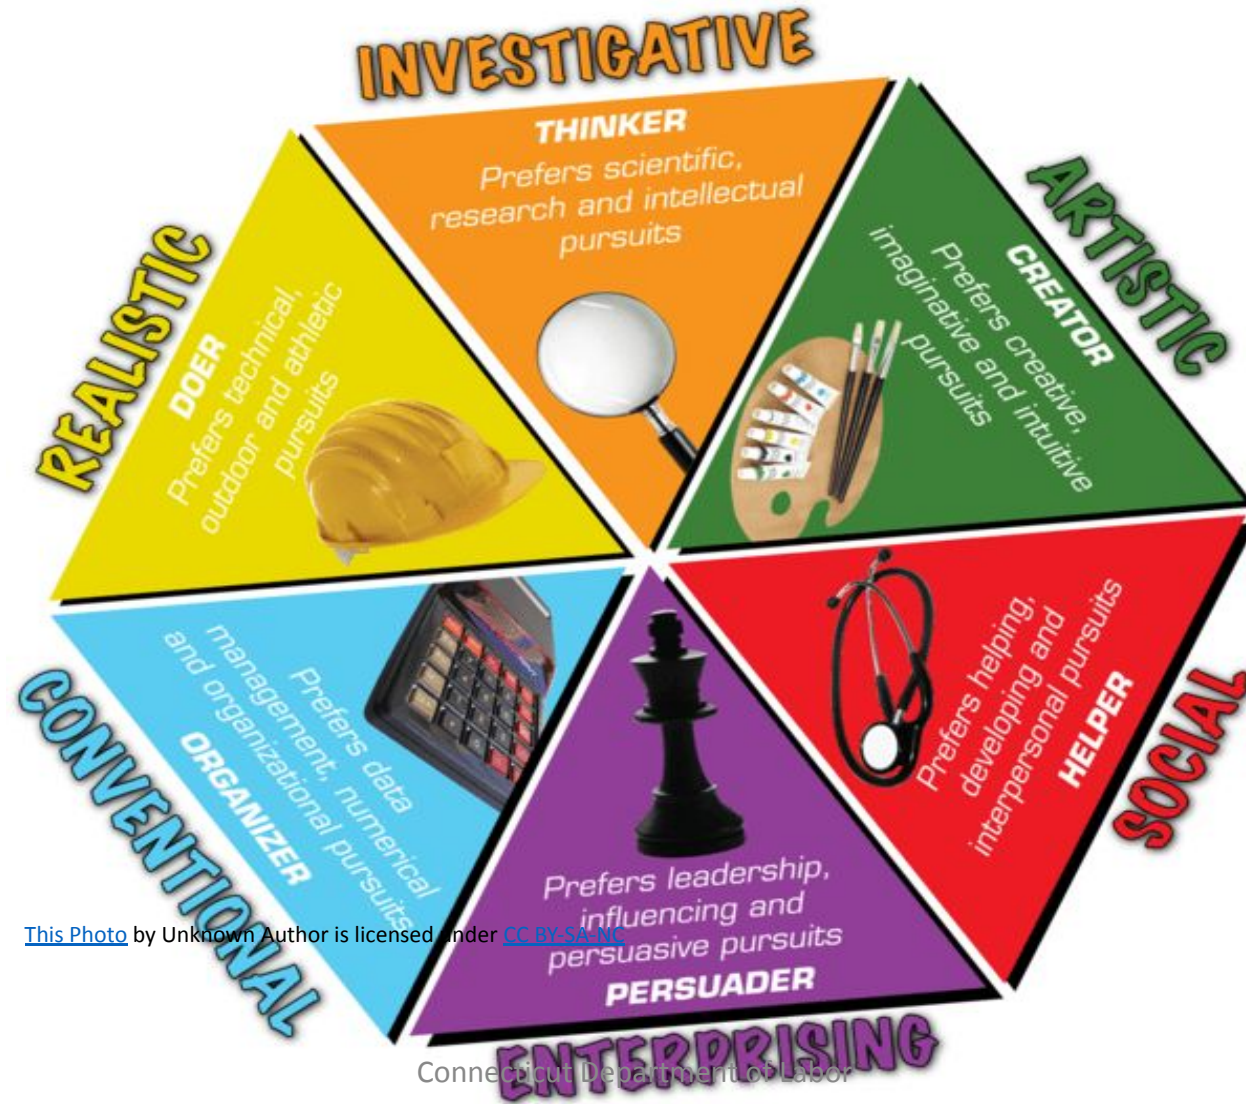 INVESTIGATIVE
THINKER
Prefers scientific,
research and intellectual
pursuits
ARTISTIC
CREATOR
Prefers creative,
imaginative and intuitive
pursuits
SOCIAL
Prefers helping,
developing and
interpersonal pursuits
HELPER
ENTERPRISING
Prefers leadership,
influencing and
persuasive pursuits
PERSUADER
CONVENTIONAL
Prefers data
management, numerical
and organizational pursuits
ORGANIZER
REALISTIC
DOER
Prefers technical,
outdoor and athletic
pursuits
This Photo by Unknown Author is licensed under CC BY-SA-NC
Connecticut Department of Labor